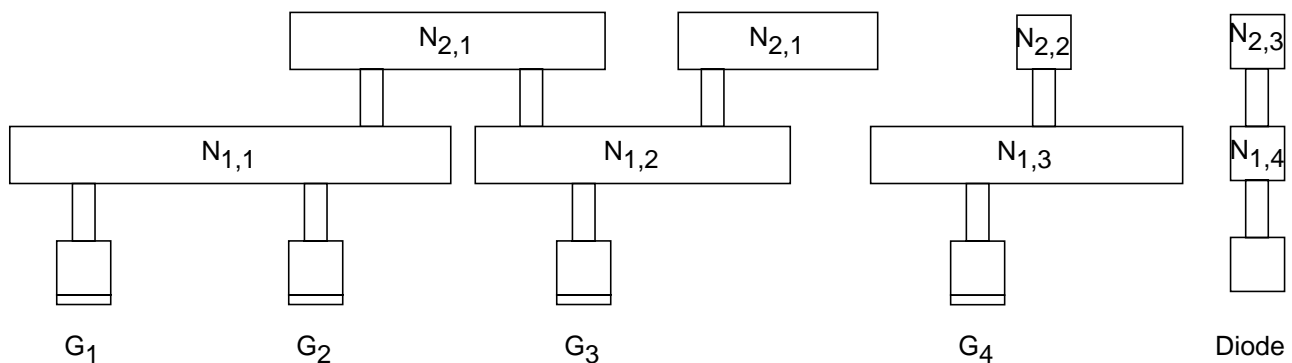 N2,1 N2,1 N2,2 N2,3
N1,1 N1,2 N1,3 N1,4
G1 G2 G3 G4 Diode